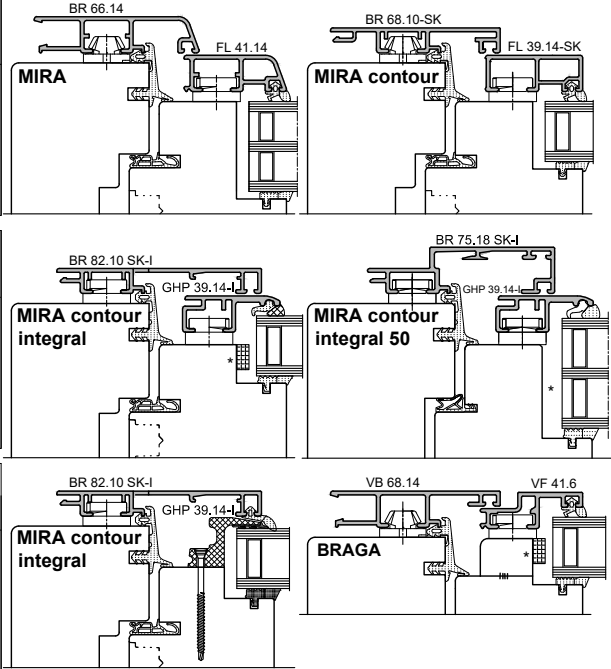 BR 66.14
FL 41.14
MIRA
BR 68.10-SK
FL 39.14-SK
MIRA contour
BR 82.10 SK-I
GHP 39.14-I
MIRA contour
integral
*
BR 75.18 SK-I
GHP 39.14-I
MIRA contour
integral 50
*
BR 82.10 SK-I
GHP 39.14-I
MIRA contour
integral
VB 68.14
VF 41.6
BRAGA
*